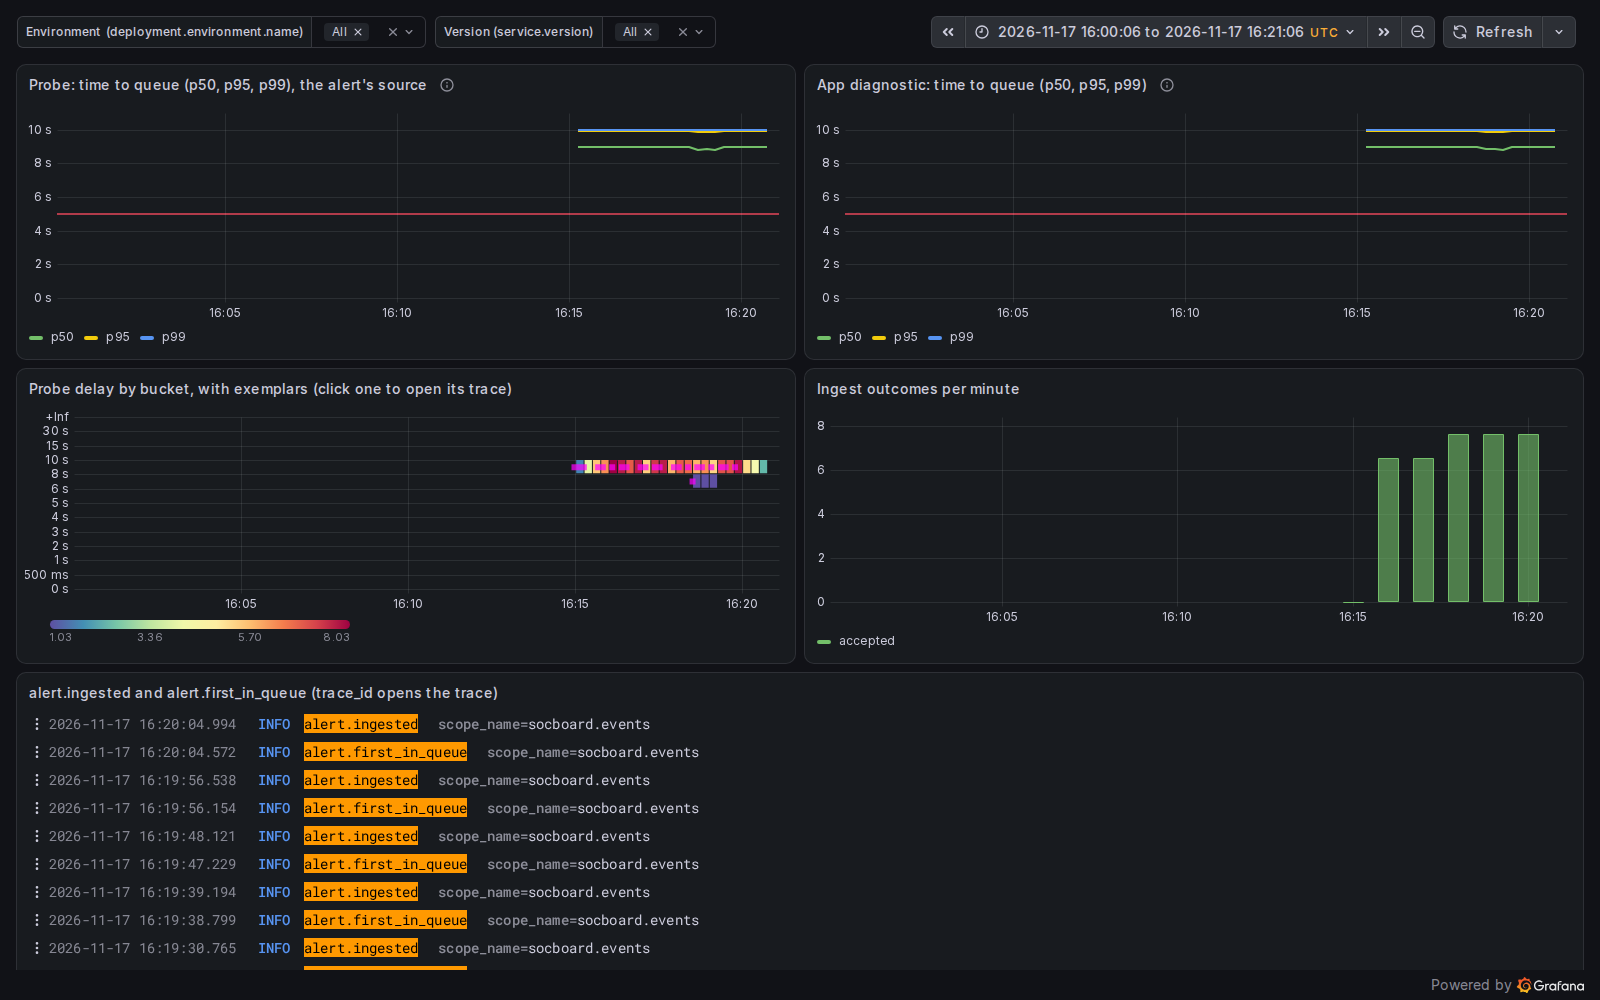 Environment (deployment.environment.name) All Version (service.version) All 2026-11-17 16:00:06 to 2026-11-17 16:21:06 UTC Refresh
Probe: time to queue (p50, p95, p99), the alert's source
10 s
8 s
6 s
4 s
2 s
0 s
16:05 16:10 16:15 16:20
p50 p95 p99
App diagnostic: time to queue (p50, p95, p99)
10 s
8 s
6 s
4 s
2 s
0 s
16:05 16:10 16:15 16:20
p50 p95 p99
Probe delay by bucket, with exemplars (click one to open its trace)
+Inf
30 s
15 s
10 s
8 s
6 s
5 s
4 s
3 s
2 s
1 s
500 ms
0 s
16:05 16:10 16:15 16:20
1.03 3.36 5.70 8.03
Ingest outcomes per minute
8
6
4
2
0
16:05 16:10 16:15 16:20
accepted
alert.ingested and alert.first_in_queue (trace_id opens the trace)
2026-11-17 16:20:04.994 INFO alert.ingested scope_name=socboard.events
2026-11-17 16:20:04.572 INFO alert.first_in_queue scope_name=socboard.events
2026-11-17 16:19:56.538 INFO alert.ingested scope_name=socboard.events
2026-11-17 16:19:56.154 INFO alert.first_in_queue scope_name=socboard.events
2026-11-17 16:19:48.121 INFO alert.ingested scope_name=socboard.events
2026-11-17 16:19:47.229 INFO alert.first_in_queue scope_name=socboard.events
2026-11-17 16:19:39.194 INFO alert.ingested scope_name=socboard.events
2026-11-17 16:19:38.799 INFO alert.first_in_queue scope_name=socboard.events
2026-11-17 16:19:30.765 INFO alert.ingested scope_name=socboard.events
Powered by Grafana